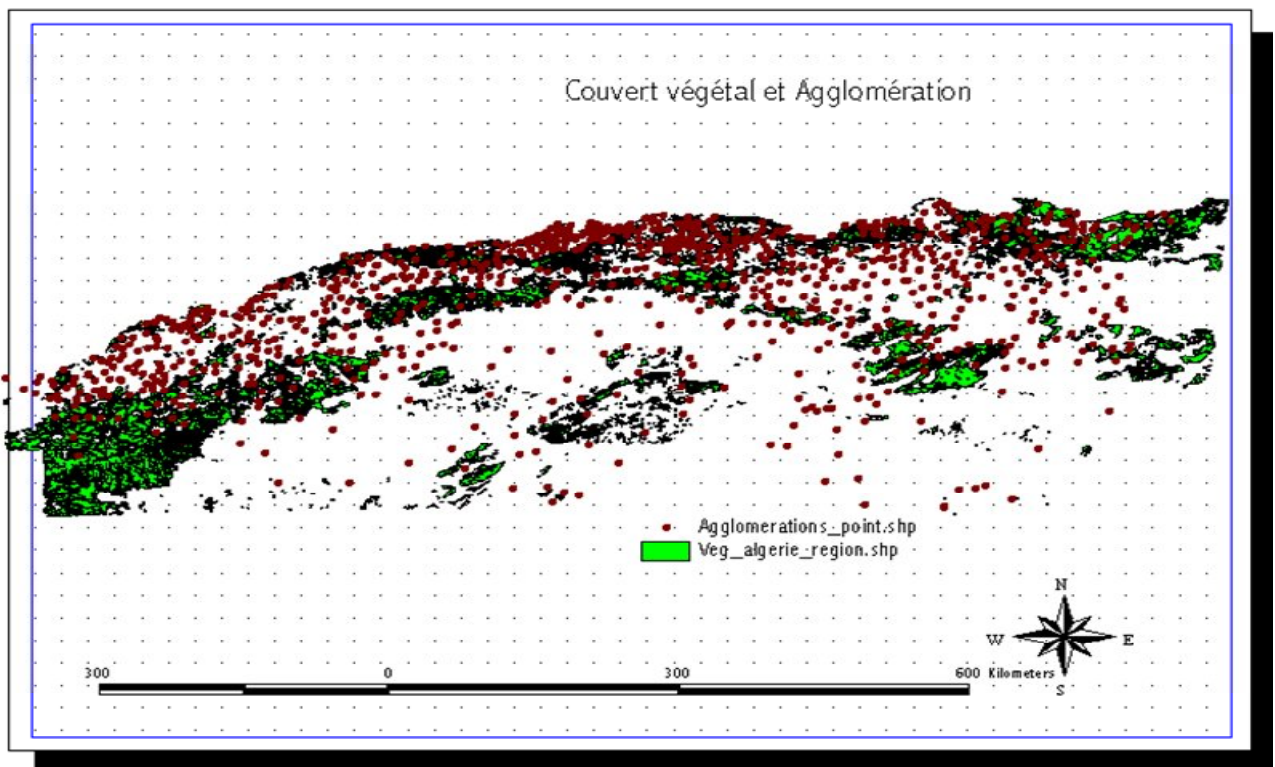 Couvert végétal et Agglomération
Agglomerations_point.shp
Veg_algerie_region.shp
N
W E
S
300 0 300 600 Kilometers